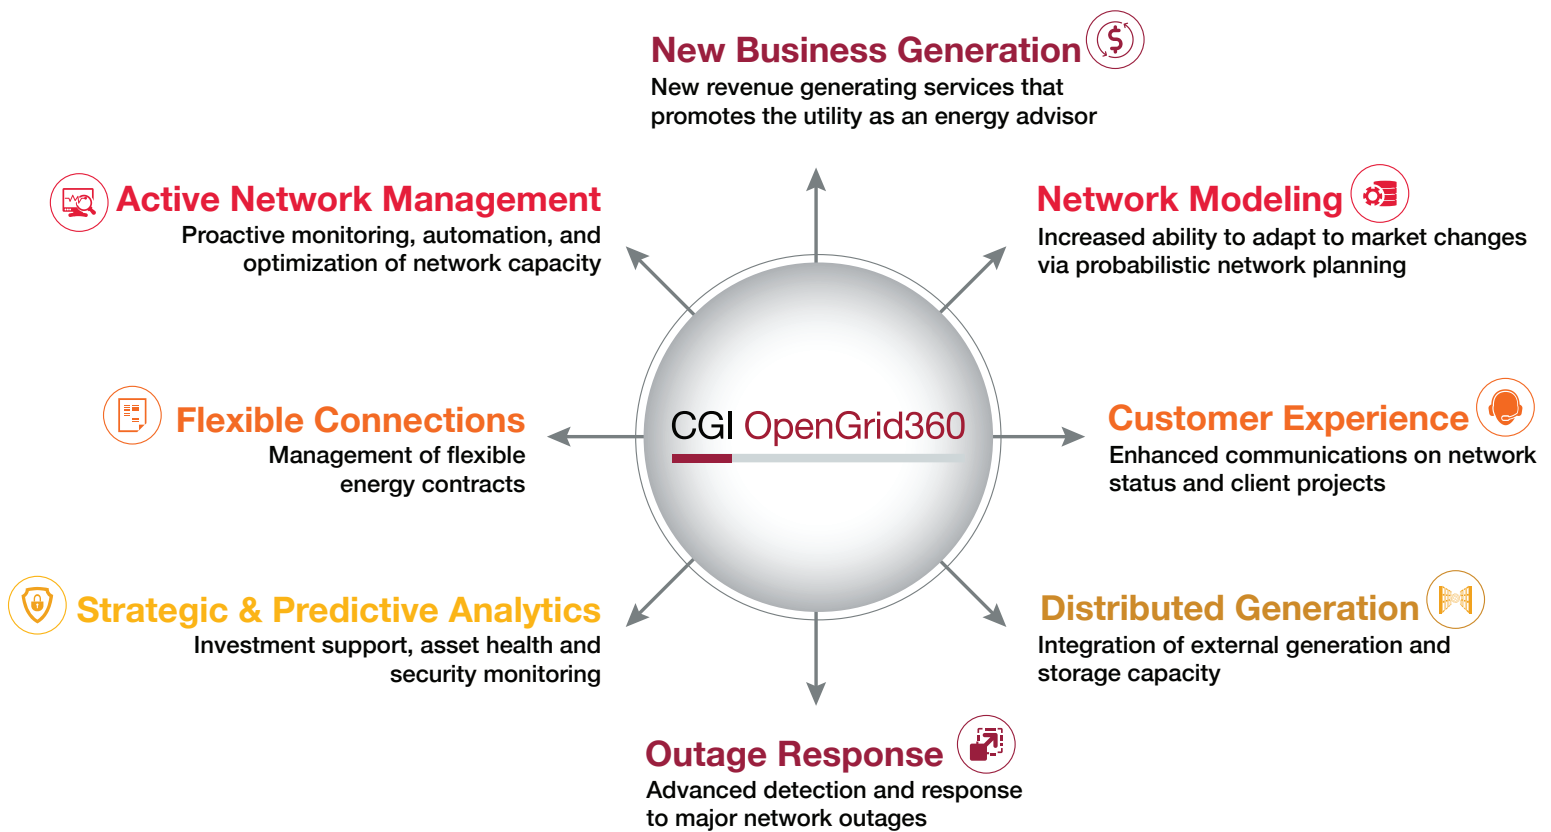 New Business Generation
New revenue generating services that
promotes the utility as an energy advisor
Active Network Management
Proactive monitoring, automation, and
optimization of network capacity
Network Modeling
Increased ability to adapt to market changes
via probabilistic network planning
Flexible Connections
Management of flexible
energy contracts
CGI OpenGrid360
Customer Experience
Enhanced communications on network
status and client projects
Strategic & Predictive Analytics
Investment support, asset health and
security monitoring
Distributed Generation
Integration of external generation and
storage capacity
Outage Response
Advanced detection and response
to major network outages